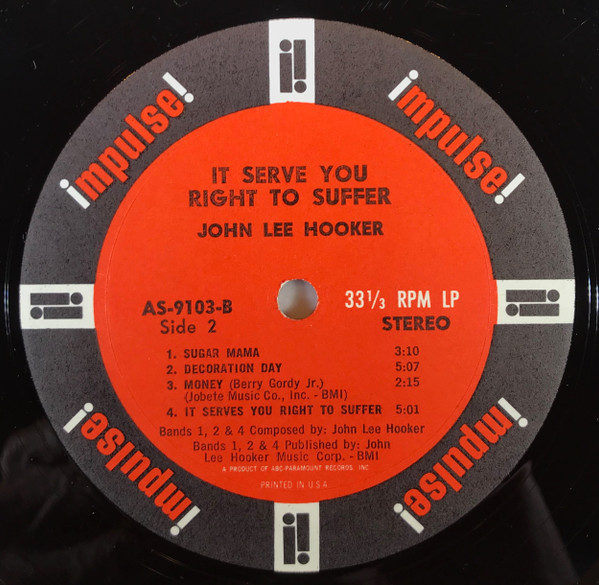 impulse!
impulse!
IT SERVE YOU
RIGHT TO SUFFER
JOHN LEE HOOKER
AS-9103-B
Side 2
33 1/3 RPM LP
STEREO
1. SUGAR MAMA 3:10
2. DECORATION DAY 5:07
3. MONEY (Berry Gordy Jr.) 2:15
(Jobete Music Co., Inc. - BMI)
4. IT SERVES YOU RIGHT TO SUFFER 5:01
Bands 1, 2 & 4 Composed by: John Lee Hooker
Bands 1, 2 & 4 Published by: John
Lee Hooker Music Corp. - BMI
A PRODUCT OF ABC-PARAMOUNT RECORDS, INC.
PRINTED IN U.S.A.
impulse!
impulse!